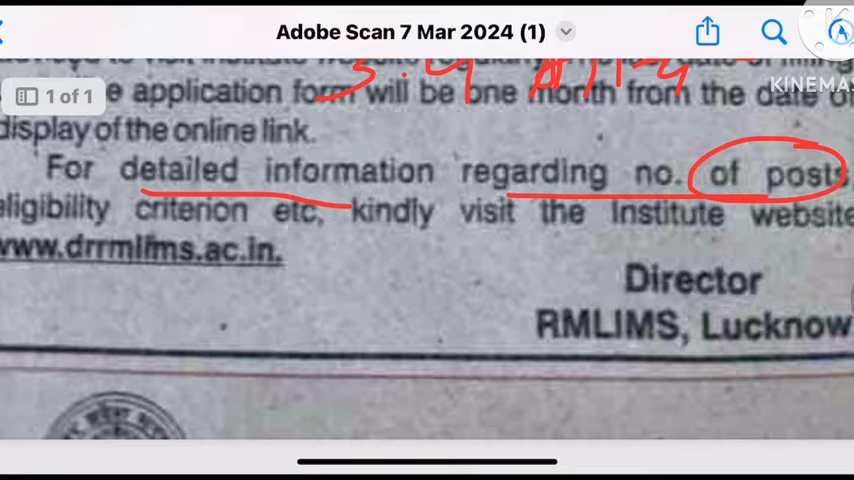 Adobe Scan 7 Mar 2024 (1)
KINEMAS
1 of 1
e application form will be one month from the date of
display of the online link.
For detailed information regarding no. of posts
eligibility criterion etc, kindly visit the Institute website
www.drrmlims.ac.in.
Director
RMLIMS, Lucknow